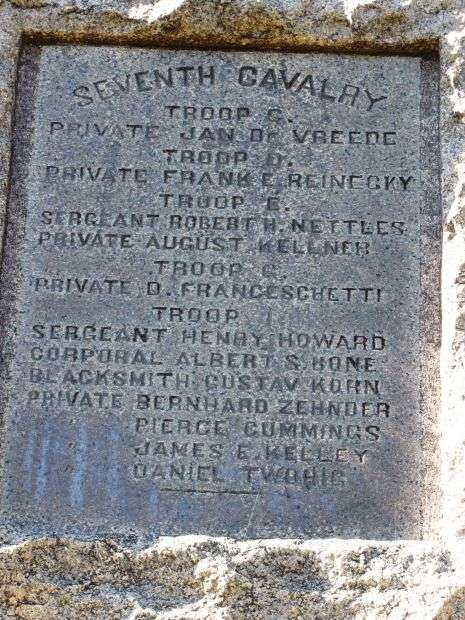 SEVENTH CAVALRY
TROOP C.
PRIVATE JAN DE VREEDE
TROOP D.
PRIVATE FRANK E. REINECKY
TROOP E.
SERGEANT ROBERT H. NETTLES
PRIVATE AUGUST KELLNER
TROOP G.
PRIVATE D. FRANCESCHETTI
TROOP I.
SERGEANT HENRY HOWARD
CORPORAL ALBERT S. BONE
BLACKSMITH GUSTAV KORN
PRIVATE BERNHARD ZEHNDER
PIERCE CUMMINGS
JAMES E. KELLEY
DANIEL TWOHIG